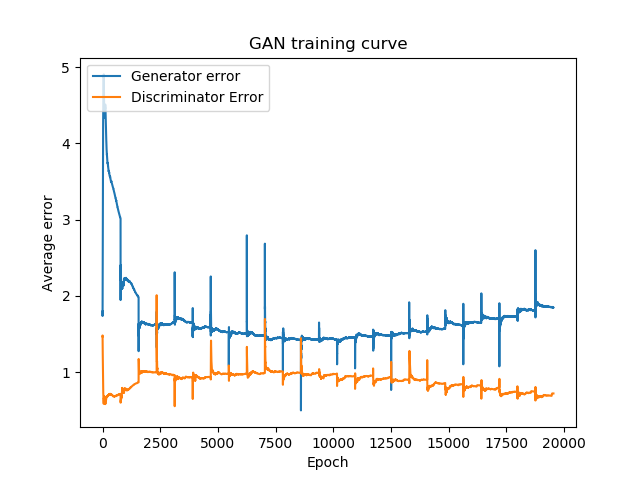 GAN training curve
Generator error
Discriminator Error
5
4
3
2
1
Average error
0
2500
5000
7500
10000
12500
15000
17500
20000
Epoch